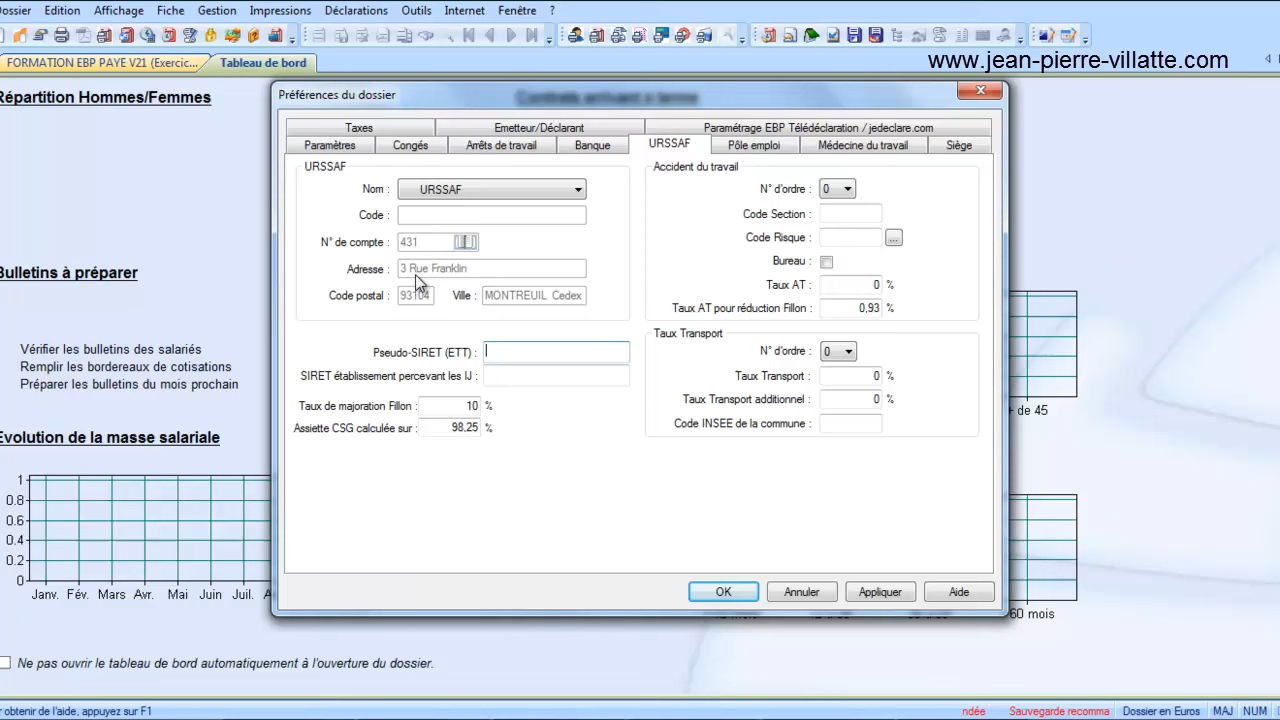 Dossier Edition Affichage Fiche Gestion Impressions Déclarations Outils Internet Fenêtre ?
FORMATION EBP PAYE V21 (Exercic... Tableau de bord
www.jean-pierre-villatte.com
Répartition Hommes/Femmes
Contrats arrivant à terme
Bulletins à préparer
Vérifier les bulletins des salariés
Remplir les bordereaux de cotisations
Préparer les bulletins du mois prochain
Evolution de la masse salariale
1
0.8
0.6
0.4
0.2
0
Janv. Fév. Mars Avr. Mai Juin Juil. A
+ de 45
60 mois
Préférences du dossier
Taxes Emetteur/Déclarant Paramétrage EBP Télédéclaration / jedeclare.com
Paramètres Congés Arrêts de travail Banque URSSAF Pôle emploi Médecine du travail Siège
URSSAF
Nom : URSSAF
Code :
N° de compte : 431
Adresse : 3 Rue Franklin
Code postal : 93104 Ville : MONTREUIL Cedex
Pseudo-SIRET (ETT) :
SIRET établissement percevant les IJ :
Taux de majoration Fillon : 10 %
Assiette CSG calculée sur : 98,25 %
Accident du travail
N° d'ordre : 0
Code Section :
Code Risque : ...
Bureau :
Taux AT : 0 %
Taux AT pour réduction Fillon : 0,93 %
Taux Transport
N° d'ordre : 0
Taux Transport : 0 %
Taux Transport additionnel : 0 %
Code INSEE de la commune :
OK Annuler Appliquer Aide
Ne pas ouvrir le tableau de bord automatiquement à l'ouverture du dossier.
r obtenir de l'aide, appuyez sur F1
ndée Sauvegarde recomma Dossier en Euros MAJ NUM